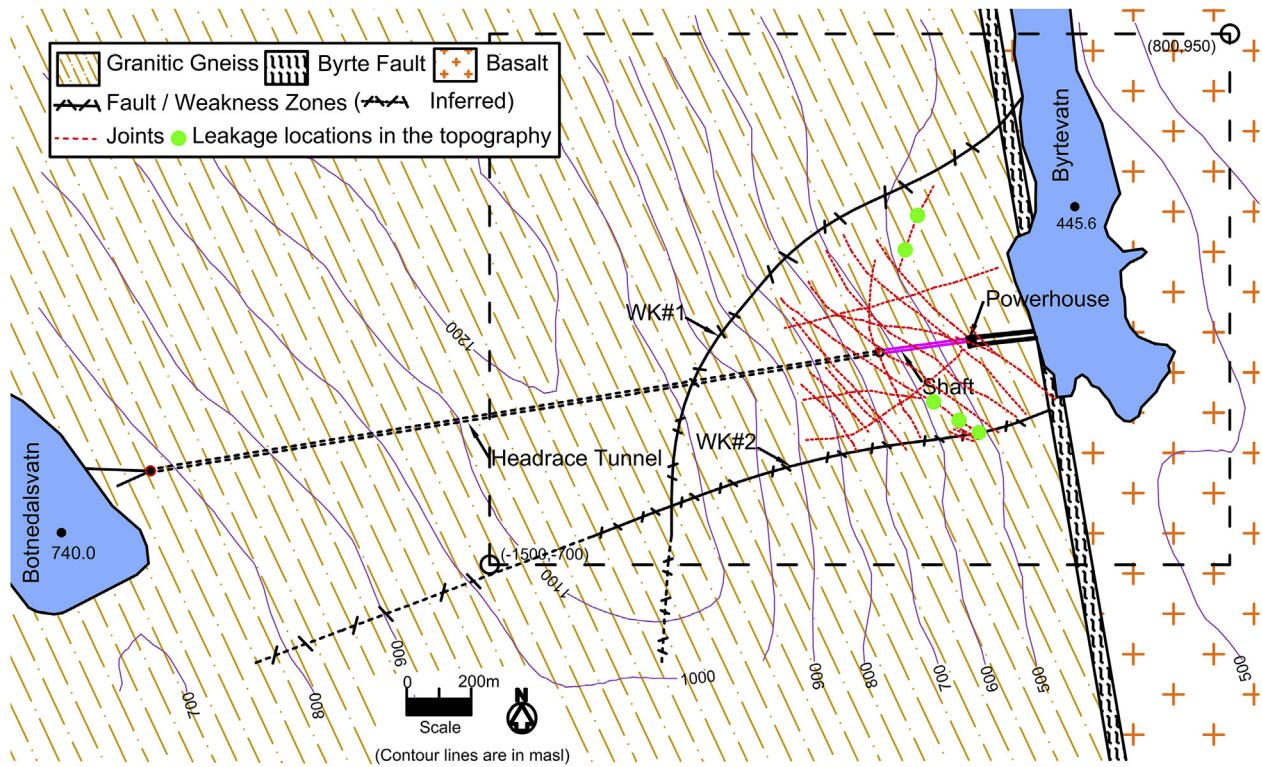 Granitic Gneiss Byrte Fault Basalt
Fault / Weakness Zones ( Inferred)
Joints Leakage locations in the topography
(800,950)
Byrtevatn
445.6
Powerhouse
WK#1
1200
Shaft
WK#2
Headrace Tunnel
Botnedalsvatn
740.0
(-1500,-700)
1100
700
800
900
1000
900
800
700
600
500
500
0 200m
Scale
N
(Contour lines are in masl)